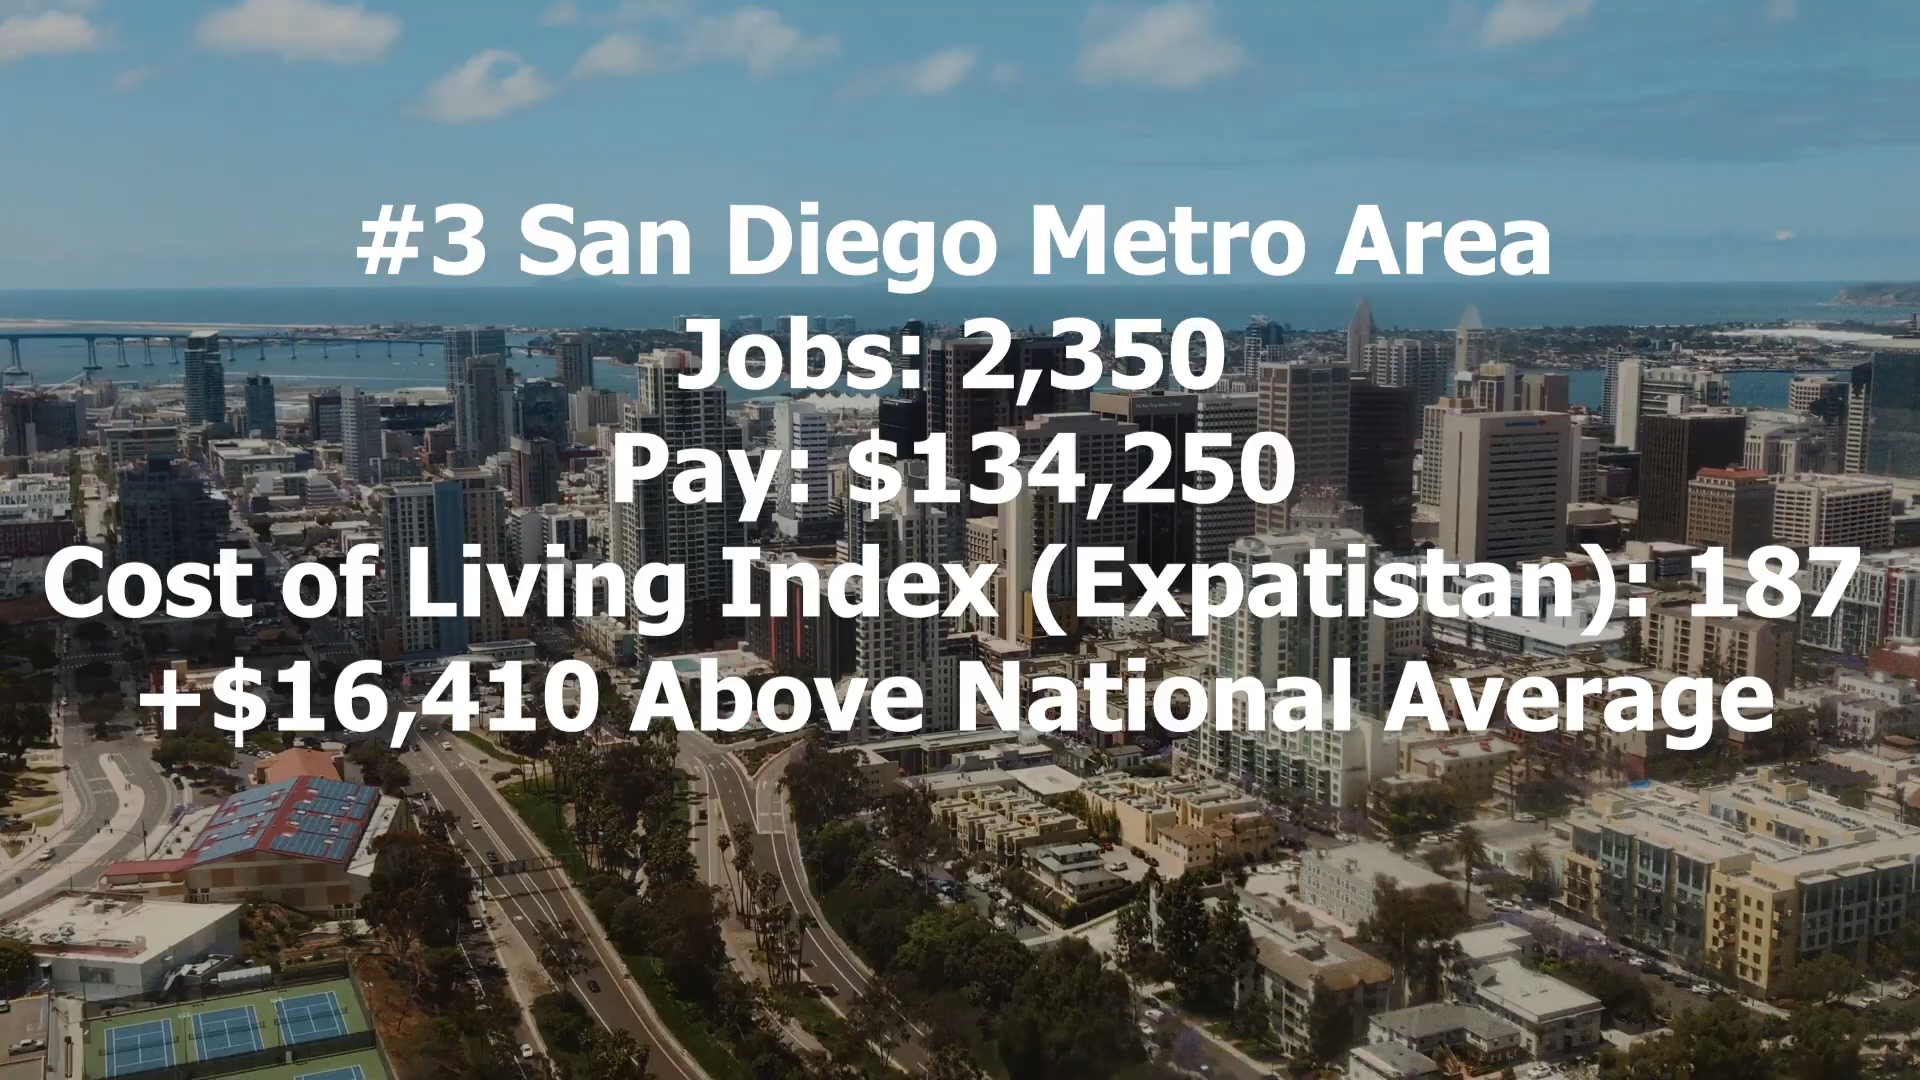 #3 San Diego Metro Area
Jobs: 2,350
Pay: $134,250
Cost of Living Index (Expatistan): 187
+$16,410 Above National Average